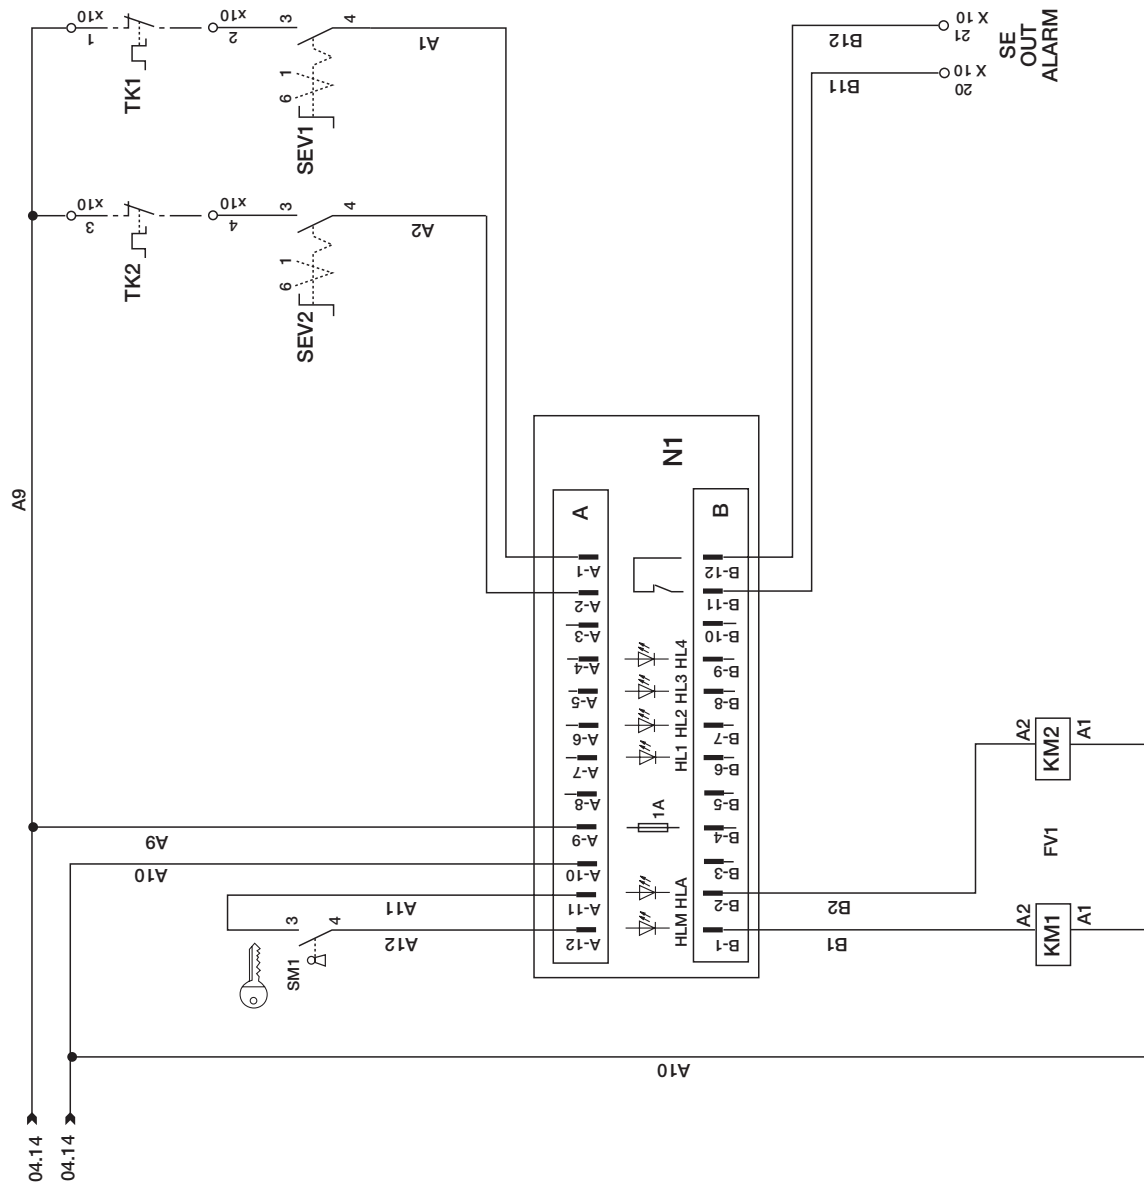 x10
1
x10
2
3
4
A1
TK1
1
6
SEV1
x10
3
x10
4
3
4
A2
TK2
1
6
SEV2
B12
X 10
21
B11
X 10
20
SE
OUT
ALARM
A9
N1
A
B
A-1
A-2
A-3
A-4
A-5
A-6
A-7
A-8
A-9
A-10
A-11
A-12
B-12
B-11
B-10
B-9
B-8
B-7
B-6
B-5
B-4
B-3
B-2
B-1
HL4
HL3
HL2
HL1
1A
HLA
HLM
A9
A10
A11
A12
3
4
SM1
B2
B1
A2
KM2
A1
FV1
A2
KM1
A1
A10
04.14
04.14